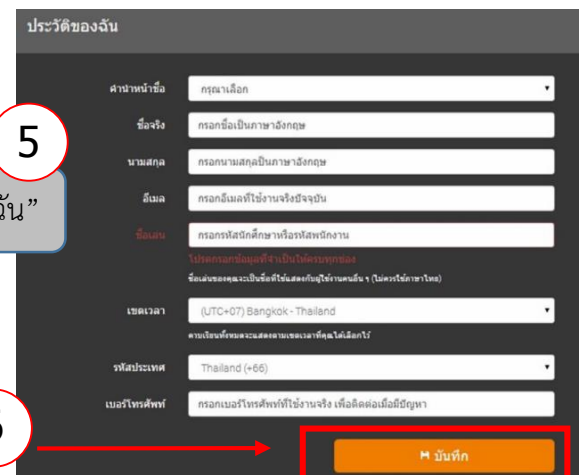 ประวัติของฉัน
คำนำหน้าชื่อ กรุณาเลือก
ชื่อจริง กรอกชื่อเป็นภาษาอังกฤษ
5
นามสกุล กรอกนามสกุลเป็นภาษาอังกฤษ
อีเมล กรอกอีเมลที่ใช้งานจริงปัจจุบัน
ฉัน”
ชื่อเล่น กรอกรหัสนักศึกษาหรือรหัสพนักงาน
โปรดกรอกข้อมูลที่จำเป็นให้ครบทุกช่อง
ชื่อเล่นของคุณจะเป็นชื่อที่ใช้แสดงกับผู้ใช้งานคนอื่น ๆ (ไม่ควรใช้ภาษาไทย)
เขตเวลา (UTC+07) Bangkok - Thailand
คาบเรียนทั้งหมดจะแสดงตามเขตเวลาที่คุณได้เลือกไว้
รหัสประเทศ Thailand (+66)
เบอร์โทรศัพท์ กรอกเบอร์โทรศัพท์ที่ใช้งานจริง เพื่อติดต่อเมื่อมีปัญหา
บันทึก